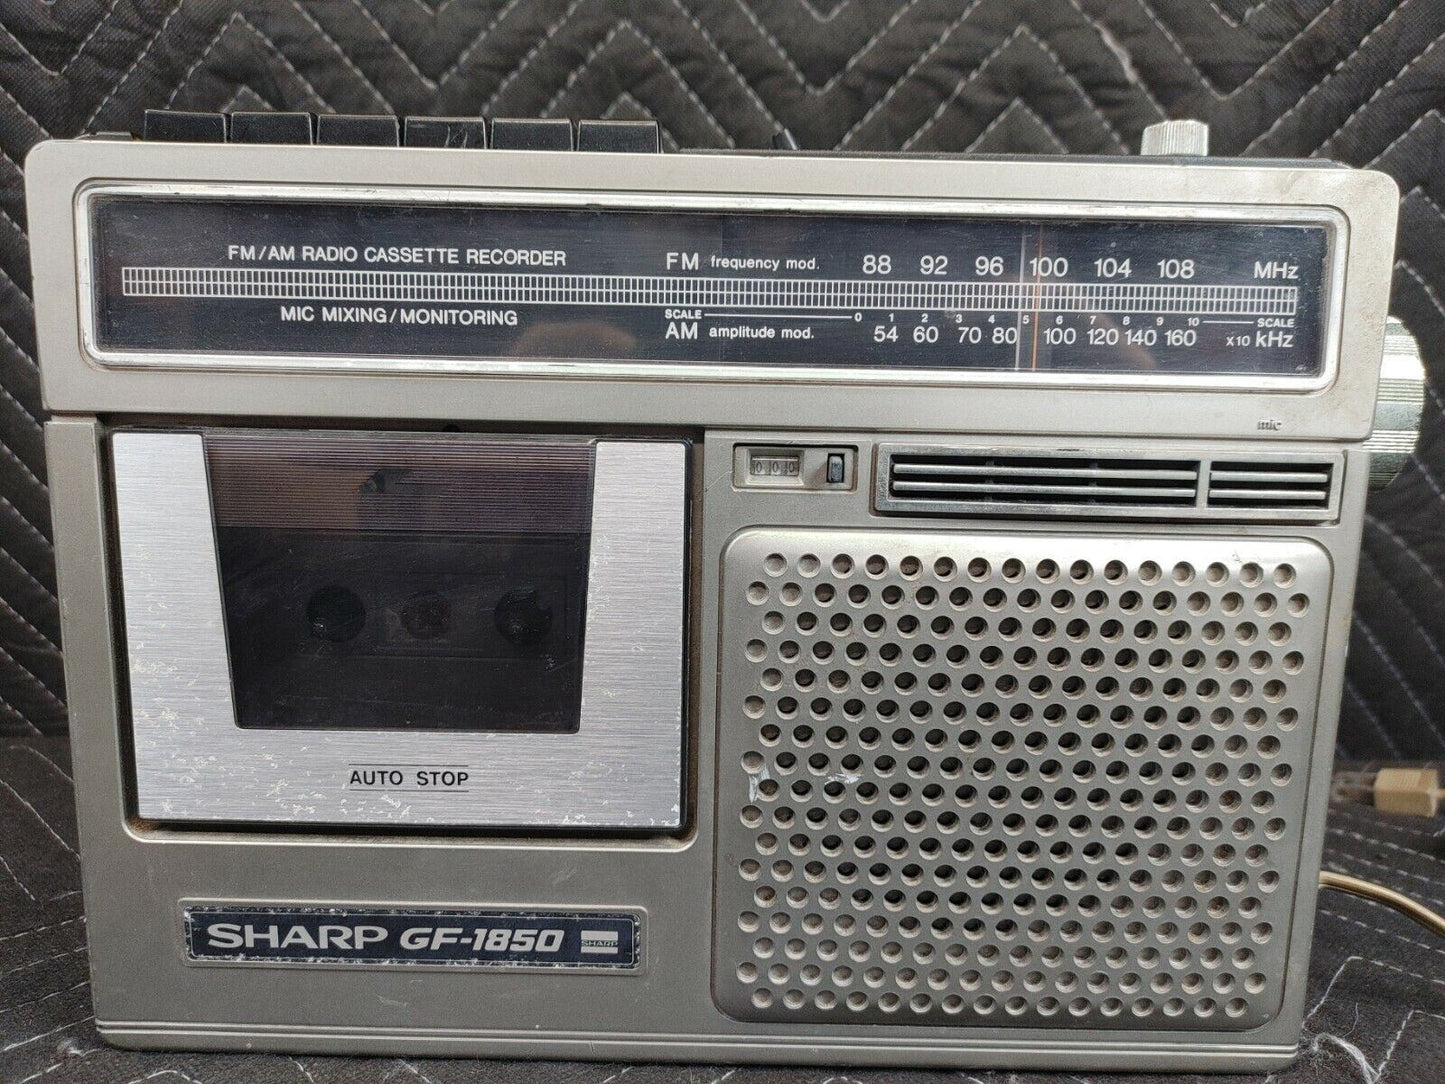 FM/AM RADIO CASSETTE RECORDER
MIC MIXING/MONITORING
FM frequency mod. 88 92 96 100 104 108 MHz
SCALE 0 1 2 3 4 5 6 7 8 9 10 SCALE
AM amplitude mod. 54 60 70 80 100 120 140 160 x10 kHz
mic
000
AUTO STOP
SHARP GF-1850 SHARP